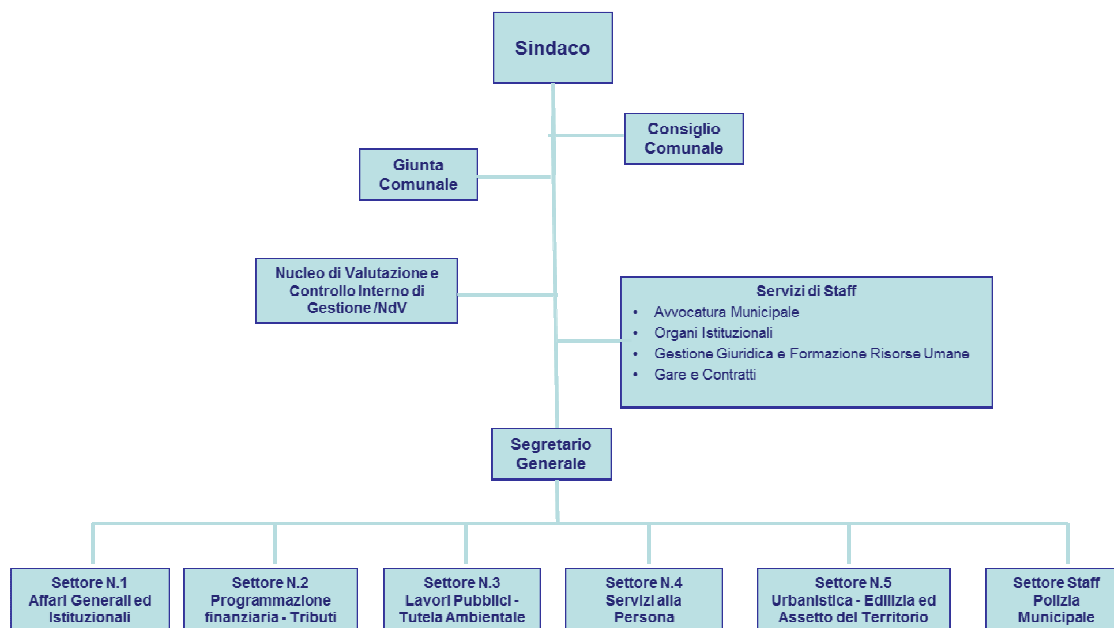 Sindaco
Consiglio
Comunale
Giunta
Comunale
Nucleo di Valutazione e
Controllo Interno di
Gestione /NdV
Servizi di Staff
• Avvocatura Municipale
• Organi Istituzionali
• Gestione Giuridica e Formazione Risorse Umane
• Gare e Contratti
Segretario
Generale
Settore N.1
Affari Generali ed
Istituzionali
Settore N.2
Programmazione
finanziaria - Tributi
Settore N.3
Lavori Pubblici -
Tutela Ambientale
Settore N.4
Servizi alla
Persona
Settore N.5
Urbanistica - Edilizia ed
Assetto del Territorio
Settore Staff
Polizia
Municipale